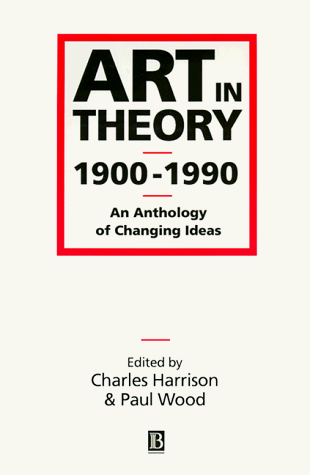 ART IN
THEORY
1900-1990
An Anthology
of Changing Ideas
Edited by
Charles Harrison
& Paul Wood
B